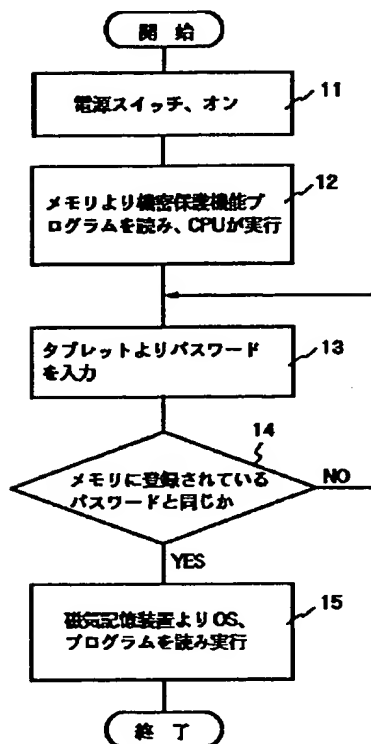 開 始
電源スイッチ、オン
11
メモリより機密保護機能プ
ログラムを読み、CPUが実行
12
タブレットよりパスワード
を入力
13
14
メモリに登録されている
パスワードと同じか
NO
YES
磁気記憶装置よりOS、
プログラムを読み実行
15
終 了